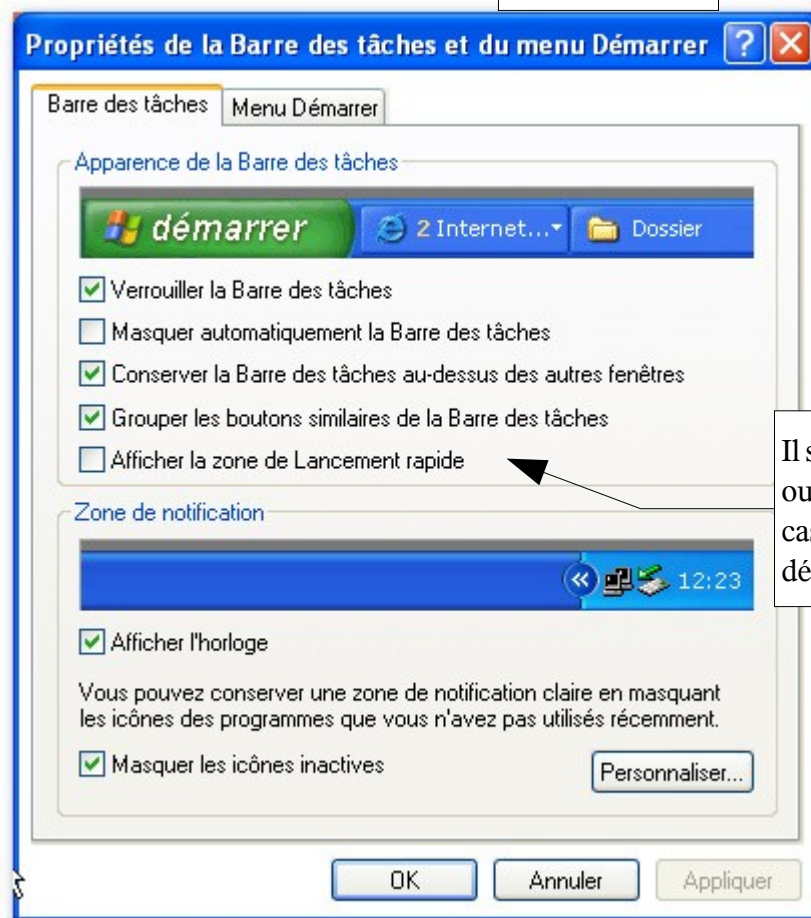 Propriétés de la Barre des tâches et du menu Démarrer
Barre des tâches
Menu Démarrer
Apparence de la Barre des tâches
démarrer
2 Internet...
Dossier
Verrouiller la Barre des tâches
Masquer automatiquement la Barre des tâches
Conserver la Barre des tâches au-dessus des autres fenêtres
Grouper les boutons similaires de la Barre des tâches
Afficher la zone de Lancement rapide
Il
ou
Zone de notification
12:23
Afficher l'horloge
Vous pouvez conserver une zone de notification claire en masquant
les icônes des programmes que vous n'avez pas utilisés récemment.
Masquer les icônes inactives
Personnaliser...
OK
Annuler
Appliquer